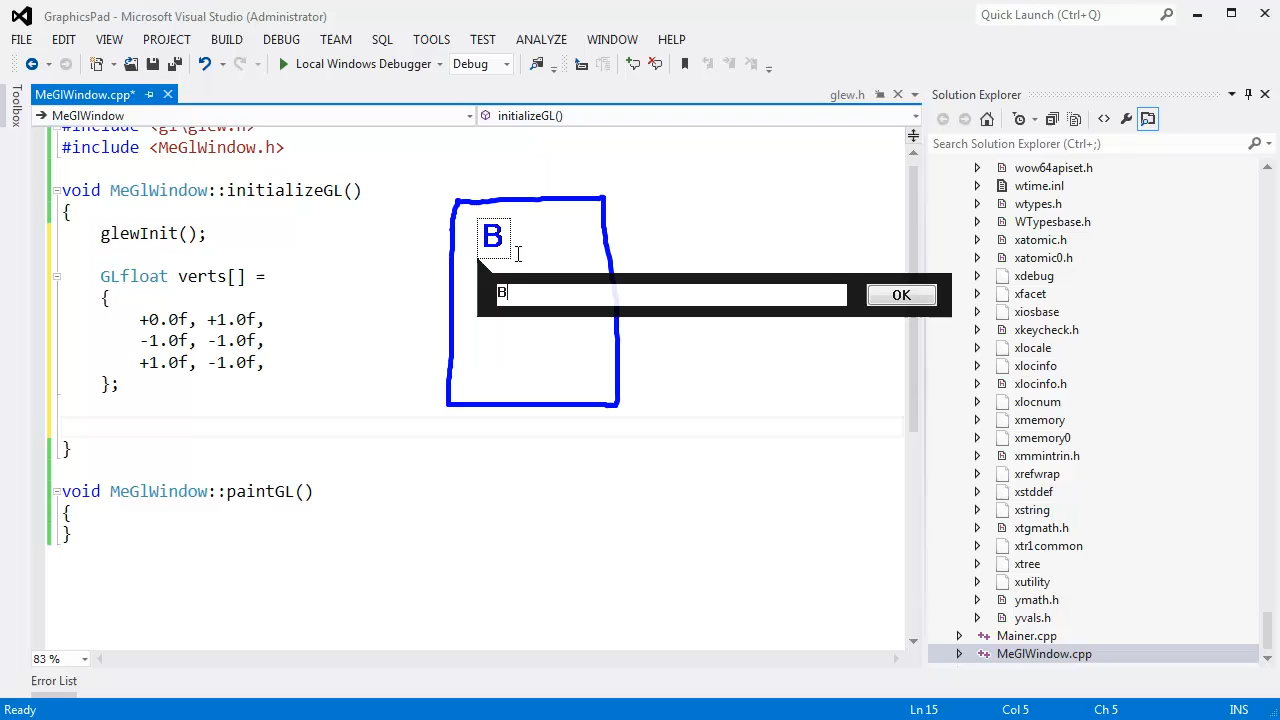 GraphicsPad - Microsoft Visual Studio (Administrator)
Quick Launch (Ctrl+Q)
FILE EDIT VIEW PROJECT BUILD DEBUG TEAM SQL TOOLS TEST ANALYZE WINDOW HELP
Local Windows Debugger Debug
Toolbox
MeGlWindow.cpp*
glew.h
MeGlWindow
initializeGL()
#include <gl\glew.h>
#include <MeGlWindow.h>
void MeGlWindow::initializeGL()
{
glewInit();
GLfloat verts[] =
{
+0.0f, +1.0f,
-1.0f, -1.0f,
+1.0f, -1.0f,
};
}
void MeGlWindow::paintGL()
{
}
B
B
OK
83 %
Solution Explorer
Search Solution Explorer (Ctrl+;)
wow64apiset.h
wtime.inl
wtypes.h
WTypesbase.h
xatomic.h
xatomic0.h
xdebug
xfacet
xiosbase
xkeycheck.h
xlocale
xlocinfo
xlocinfo.h
xlocnum
xmemory
xmemory0
xmmintrin.h
xrefwrap
xstddef
xstring
xtgmath.h
xtr1common
xtree
xutility
ymath.h
yvals.h
Mainer.cpp
MeGlWindow.cpp
Error List
Ready
Ln 15 Col 5 Ch 5 INS